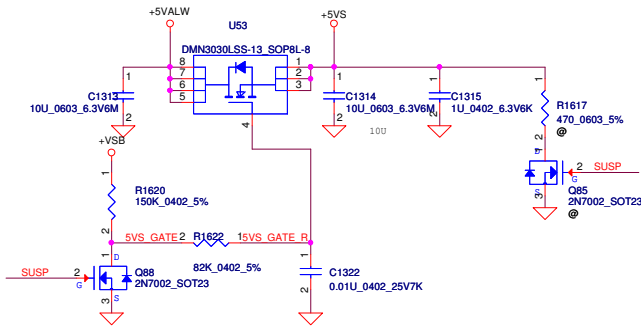 +5VALW
U53
+5VS
DMN3030LSS-13_SOP8L-8
8
7
6
5
1
2
3
4
1
C1313
10U_0603_6.3V6M
2
1
C1314
10U_0603_6.3V6M
2
10U
1
C1315
1U_0402_6.3V6K
2
1
R1617
470_0603_5%
@
2
1
D
SUSP
2
G
S
3
Q85
2N7002_SOT23
@
+VSB
1
R1620
150K_0402_5%
2
5VS_GATE
2
R1622
1
5VS_GATE_R
82K_0402_5%
1
D
SUSP
2
G
S
3
Q88
2N7002_SOT23
1
C1322
0.01U_0402_25V7K
2